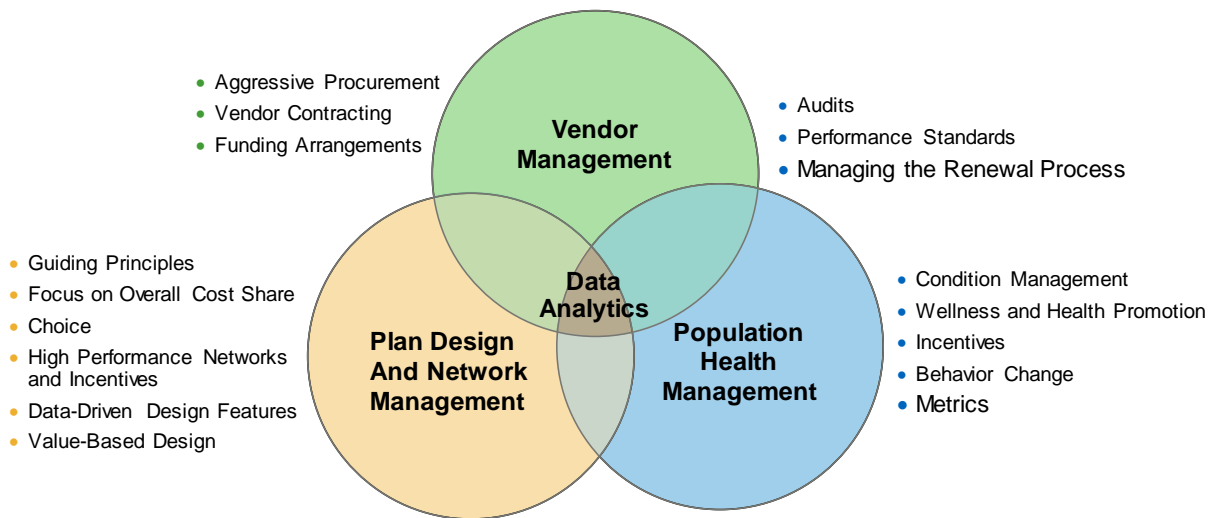 • Aggressive Procurement
• Vendor Contracting
• Funding Arrangements
Vendor
Management
• Audits
• Performance Standards
• Managing the Renewal Process
• Guiding Principles
• Focus on Overall Cost Share
• Choice
• High Performance Networks
and Incentives
• Data-Driven Design Features
• Value-Based Design
Data
Analytics
Plan Design
And Network
Management
Population
Health
Management
• Condition Management
• Wellness and Health Promotion
• Incentives
• Behavior Change
• Metrics